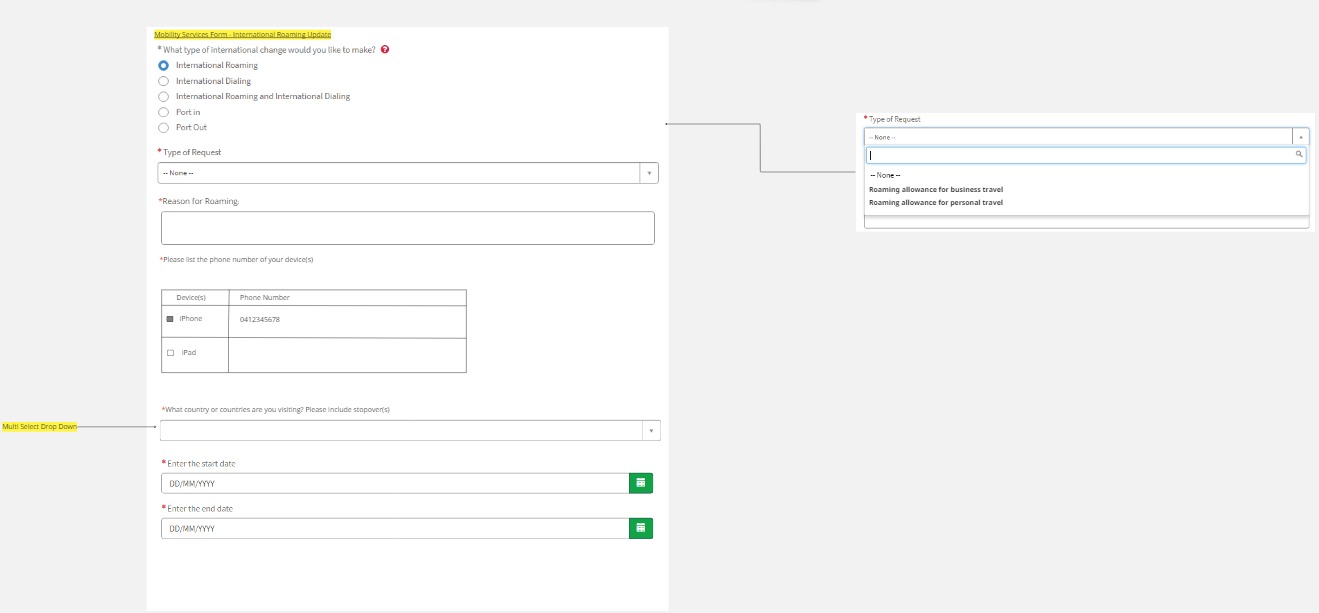 Mobility Services Form - International Roaming Update
* What type of international change would you like to make? ?
International Roaming
International Dialing
International Roaming and International Dialing
Port in
Port Out
* Type of Request
-- None --
*Reason for Roaming:
*Please list the phone number of your device(s)
Device(s) Phone Number
iPhone 0412345678
iPad
*What country or countries are you visiting? Please include stopover(s)
Multi Select Drop Down
* Enter the start date
DD/MM/YYYY
* Enter the end date
DD/MM/YYYY
* Type of Request
-- None --
-- None --
Roaming allowance for business travel
Roaming allowance for personal travel